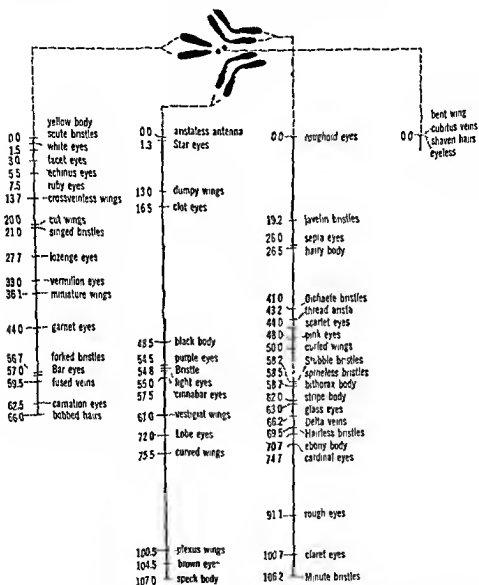 yellow body
0.0 scute bristles
1.5 white eyes
3.0 facet eyes
5.5 echinus eyes
7.5 ruby eyes
13.7 crossveinless wings
20.0 cut wings
21.0 singed bristles
27.7 lozenge eyes
33.0 vermilion eyes
36.1 miniature wings
44.0 garnet eyes
56.7 forked bristles
57.0 Bar eyes
59.5 fused veins
62.5 carnation eyes
66.0 bobbed hairs
0.0 aristaless antenna
1.3 Star eyes
13.0 dumpy wings
16.5 clot eyes
48.5 black body
54.5 purple eyes
54.8 Bristle
55.0 light eyes
57.5 cinnabar eyes
67.0 vestigial wings
72.0 Lobe eyes
75.5 curved wings
100.5 plexus wings
104.5 brown eye
107.0 speck body
0.0 roughoid eyes
19.2 javelin bristles
26.0 sepia eyes
26.5 hairy body
41.0 Dichaete bristles
43.2 thread arista
44.0 scarlet eyes
48.0 pink eyes
50.0 curled wings
58.2 Stubble bristles
58.5 spineless bristles
58.7 bithorax body
62.0 stripe body
63.0 glass eyes
66.2 Delta veins
69.5 Hairless bristles
70.7 ebony body
74.7 cardinal eyes
91.1 rough eyes
100.7 claret eyes
106.2 Minute bristles
bent wing
0.0 cubitus veins
shaven hairs
eyeless